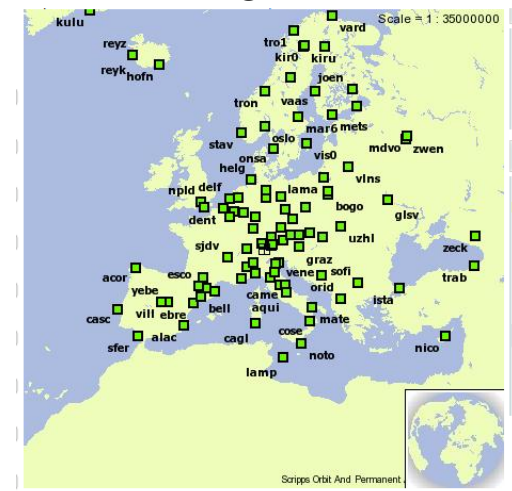 kulu
Scale = 1 : 35000000
vard
reyz
tro1
kir0 kiru
reyk hofn
joen
tron vaas
mar6 mets
stav oslo
mdvo zwen
onsa vis0
helg
vlns
npld delf lama
bogo
glsv
dent
uzhl
sjdv
zeck
graz
esco vene sofi
acor
trab
yebe orid
came ista
vill ebre bell aqui
casc mate
alac
cagl cose
sfer noto nico
lamp
Scripps Orbit And Permanent